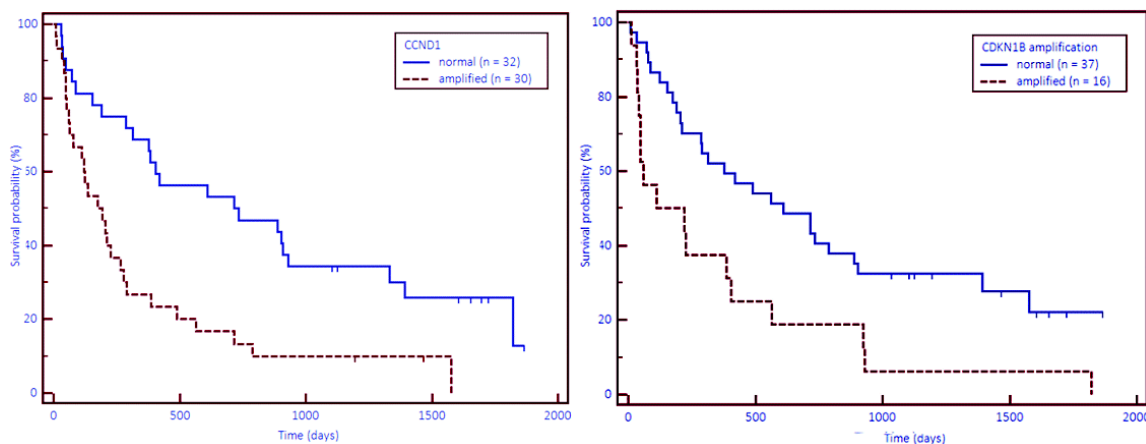 CCND1
normal (n = 32)
amplified (n = 30)
Survival probability (%)
100
80
60
40
20
0
0
500
1000
1500
2000
Time (days)
CDKN1B amplification
normal (n = 37)
amplified (n = 16)
Survival probability (%)
100
80
60
40
20
0
0
500
1000
1500
2000
Time (days)